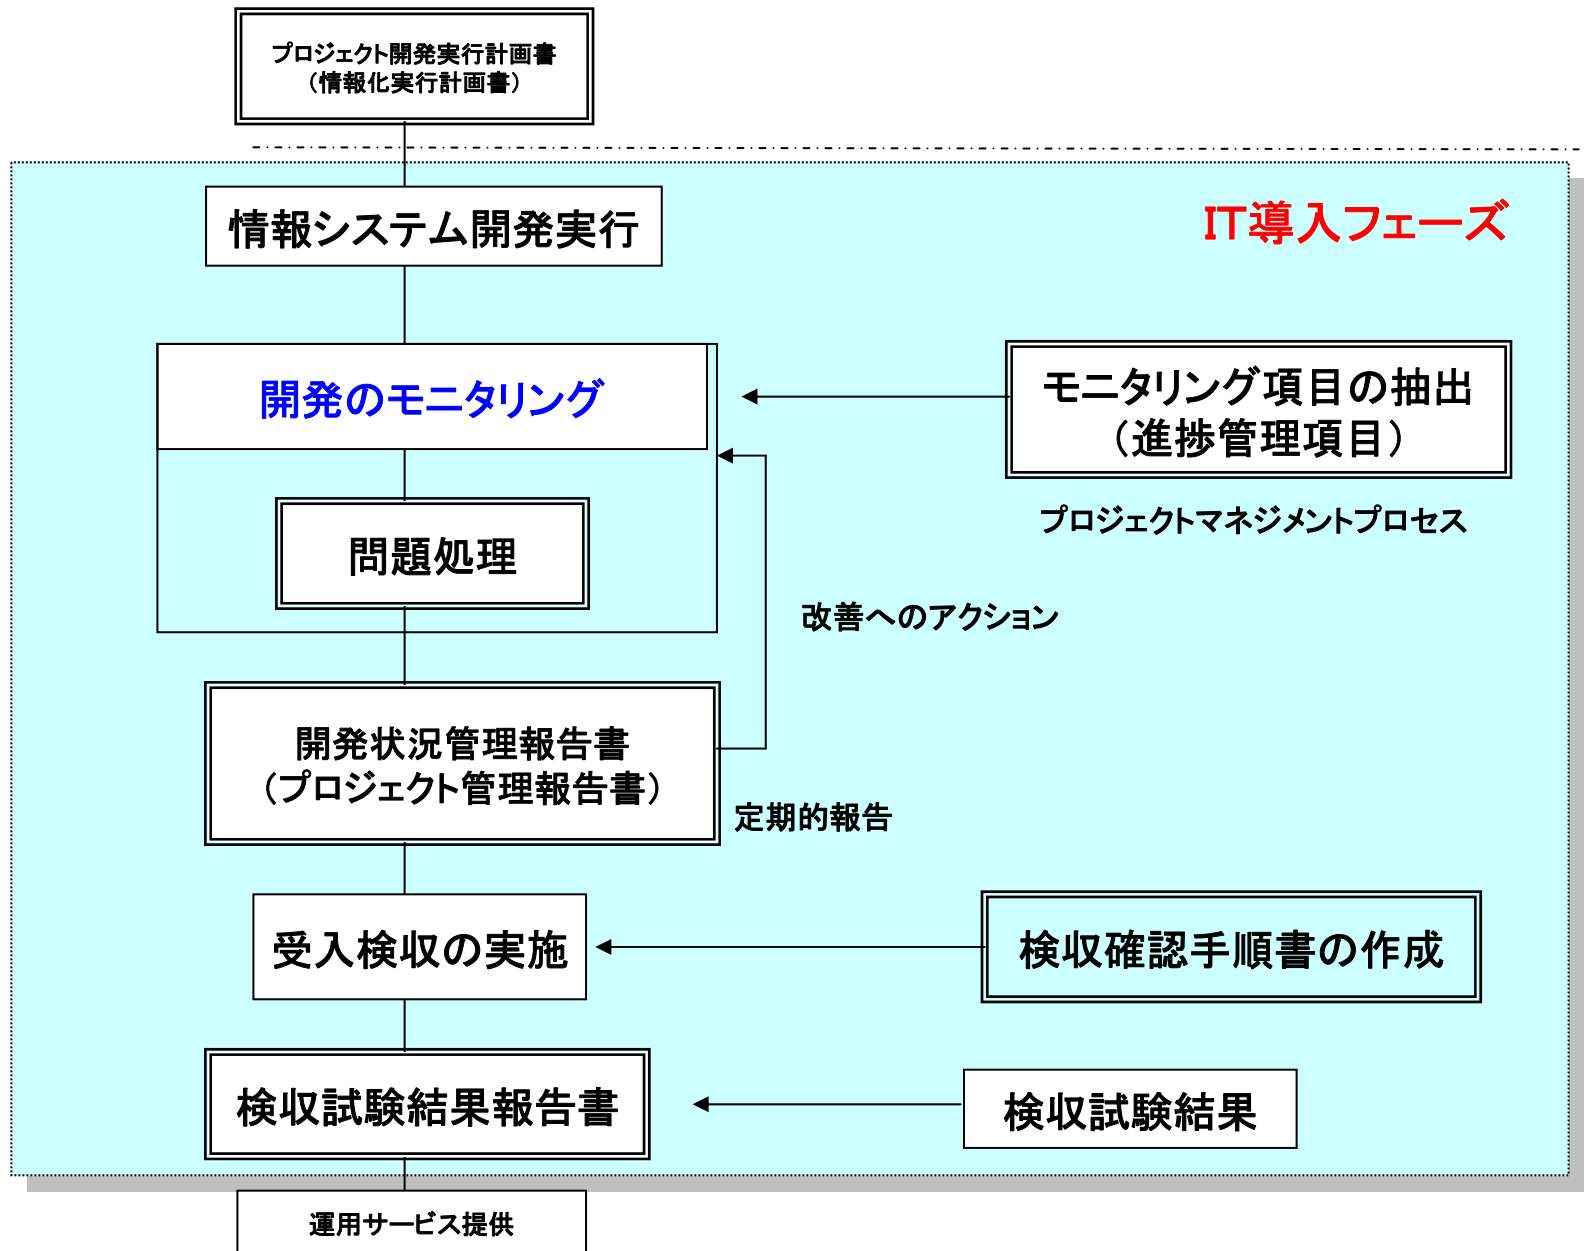 プロジェクト開発実行計画書
（情報化実行計画書）
情報システム開発実行
IT導入フェーズ
開発のモニタリング
モニタリング項目の抽出
（進捗管理項目）
プロジェクトマネジメントプロセス
問題処理
改善へのアクション
開発状況管理報告書
（プロジェクト管理報告書）
定期的報告
受入検収の実施
検収確認手順書の作成
検収試験結果報告書
検収試験結果
運用サービス提供